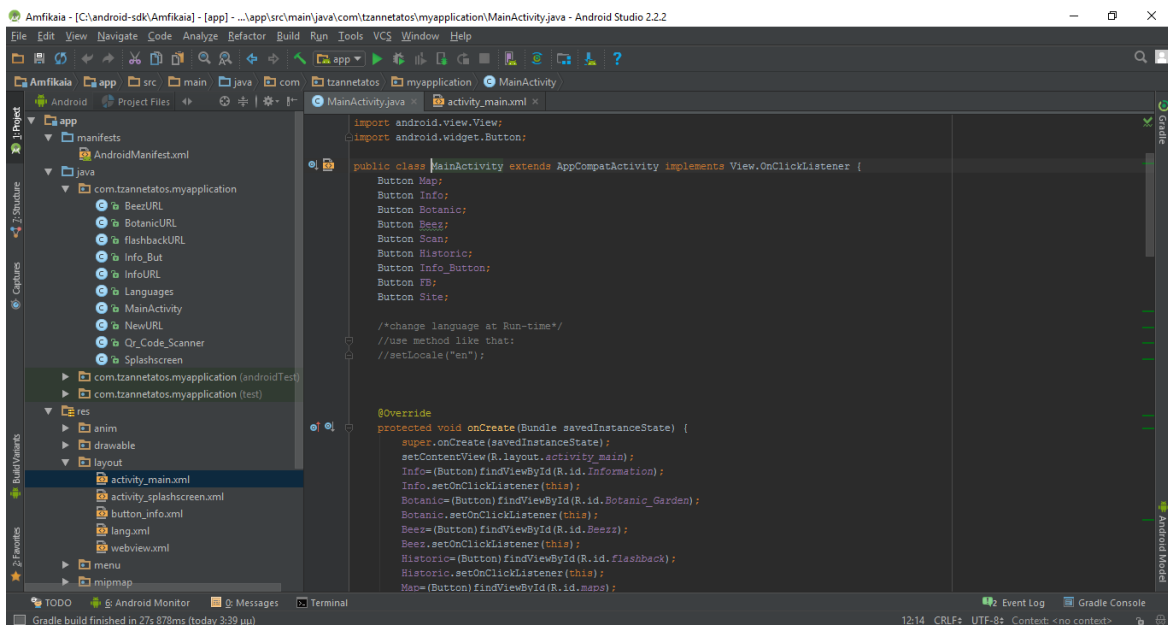 Amfikaia - [C:\android-sdk\Amfikaia] - [app] - ...\app\src\main\java\com\tzannetatos\myapplication\MainActivity.java - Android Studio 2.2.2
File Edit View Navigate Code Analyze Refactor Build Run Tools VCS Window Help
app
Amfikaia app src main java com tzannetatos myapplication MainActivity
Android Project Files
MainActivity.java activity_main.xml
1: Project
7: Structure
Captures
Build Variants
2: Favorites
app
manifests
AndroidManifest.xml
java
com.tzannetatos.myapplication
BeezURL
BotanicURL
flashbackURL
Info_But
InfoURL
Languages
MainActivity
NewURL
Qr_Code_Scanner
Splashscreen
com.tzannetatos.myapplication (androidTest)
com.tzannetatos.myapplication (test)
res
anim
drawable
layout
activity_main.xml
activity_splashscreen.xml
button_info.xml
lang.xml
webview.xml
menu
mipmap
import android.view.View;
import android.widget.Button;
public class MainActivity extends AppCompatActivity implements View.OnClickListener {
Button Map;
Button Info;
Button Botanic;
Button Beez;
Button Scan;
Button Historic;
Button Info_Button;
Button FB;
Button Site;
/*change language at Run-time*/
//use method like that:
//setLocale("en");
@Override
protected void onCreate(Bundle savedInstanceState) {
super.onCreate(savedInstanceState);
setContentView(R.layout.activity_main);
Info=(Button)findViewById(R.id.Information);
Info.setOnClickListener(this);
Botanic=(Button)findViewById(R.id.Botanic_Garden);
Botanic.setOnClickListener(this);
Beez=(Button)findViewById(R.id.Beezz);
Beez.setOnClickListener(this);
Historic=(Button)findViewById(R.id.flashback);
Historic.setOnClickListener(this);
Map=(Button)findViewById(R.id.maps);
Gradle
Android Model
TODO 6: Android Monitor 0: Messages Terminal 2 Event Log Gradle Console
Gradle build finished in 27s 878ms (today 3:39 μμ) 12:14 CRLF÷ UTF-8÷ Context: <no context>